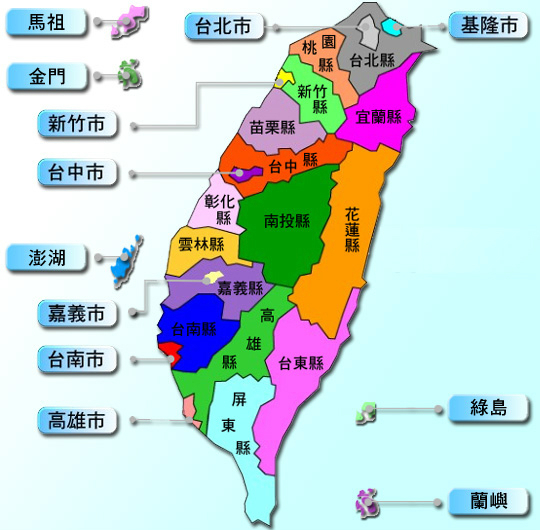 馬祖
台北市
基隆市
桃園縣
台北縣
金門
新竹縣
新竹市
宜蘭縣
苗栗縣
台中市
台中縣
彰化縣
南投縣
花蓮縣
雲林縣
澎湖
嘉義縣
嘉義市
台南縣
高雄縣
台南市
台東縣
屏東縣
高雄市
綠島
蘭嶼